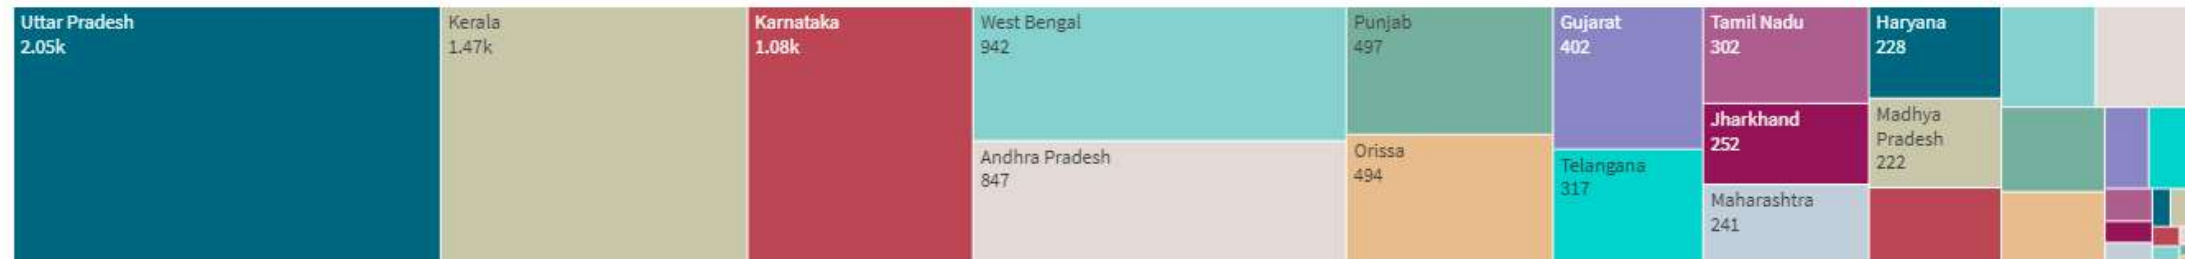 Uttar Pradesh
2.05k
Kerala
1.47k
Karnataka
1.08k
West Bengal
942
Andhra Pradesh
847
Punjab
497
Orissa
494
Gujarat
402
Telangana
317
Tamil Nadu
302
Jharkhand
252
Maharashtra
241
Haryana
228
Madhya
Pradesh
222